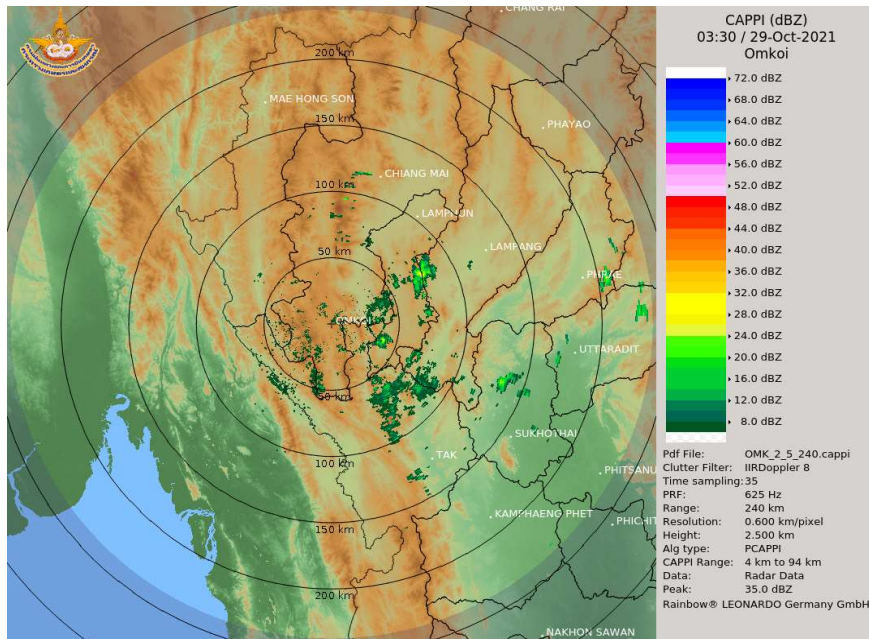 CHANG RAI
200 km
MAE HONG SON
150 km
PHAYAO
CHIANG MAI
100 km
LAMPHUN
50 km
LAMPANG
PHRAE
OMKOI
UTTARADIT
50 km
SUKHOTHAI
100 km
TAK
PHITSANU
KAMPHAENG PHET
PHICHIT
150 km
200 km
NAKHON SAWAN
CAPPI (dBZ)
03:30 / 29-Oct-2021
Omkoi
72.0 dBZ
68.0 dBZ
64.0 dBZ
60.0 dBZ
56.0 dBZ
52.0 dBZ
48.0 dBZ
44.0 dBZ
40.0 dBZ
36.0 dBZ
32.0 dBZ
28.0 dBZ
24.0 dBZ
20.0 dBZ
16.0 dBZ
12.0 dBZ
8.0 dBZ
Pdf File: OMK_2_5_240.cappi
Clutter Filter: IIRDoppler 8
Time sampling: 35
PRF: 625 Hz
Range: 240 km
Resolution: 0.600 km/pixel
Height: 2.500 km
Alg type: PCAPPI
CAPPI Range: 4 km to 94 km
Data: Radar Data
Peak: 35.0 dBZ
Rainbow® LEONARDO Germany GmbH